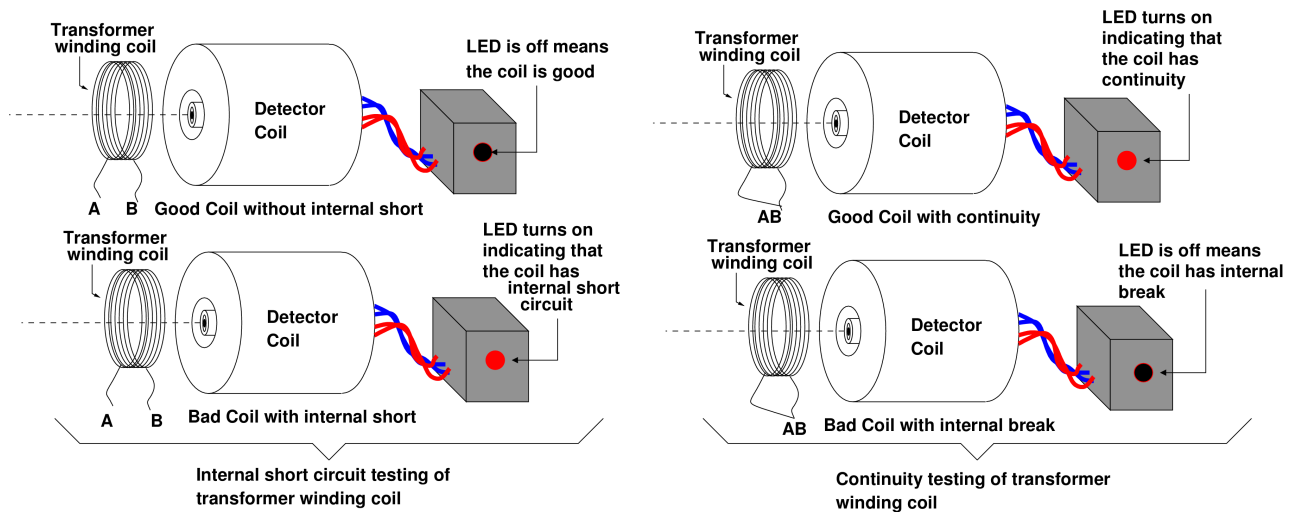 Transformer
winding coil
LED is off means
the coil is good
Detector
Coil
A
B
Good Coil without internal short
Transformer
winding coil
LED turns on
indicating that
the coil has
internal short
circuit
Detector
Coil
A
B
Bad Coil with internal short
Internal short circuit testing of
transformer winding coil
Transformer
winding coil
LED turns on
indicating that
the coil has
continuity
Detector
Coil
AB
Good Coil with continuity
Transformer
winding coil
LED is off means
the coil has internal
break
Detector
Coil
AB
Bad Coil with internal break
Continuity testing of transformer
winding coil